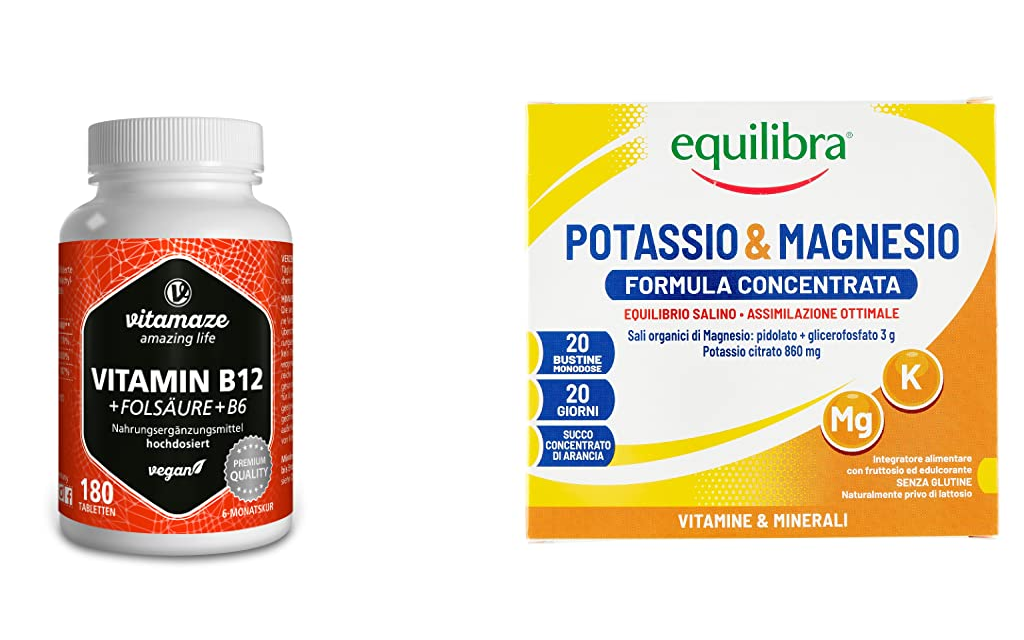 vitamaze
amazing life
VITAMIN B12
+FOLSÄURE+B6
Nahrungsergänzungsmittel
hochdosiert
vegan
PREMIUM
QUALITY
180
TABLETTEN
6-MONATSKUR
equilibra®
POTASSIO & MAGNESIO
FORMULA CONCENTRATA
EQUILIBRIO SALINO • ASSIMILAZIONE OTTIMALE
Sali organici di Magnesio: pidolato + glicerofosfato 3 g
Potassio citrato 860 mg
20
BUSTINE
MONODOSE
20
GIORNI
SUCCO
CONCENTRATO
DI ARANCIA
K
Mg
Integratore alimentare
con fruttosio ed edulcorante
SENZA GLUTINE
Naturalmente privo di lattosio
VITAMINE & MINERALI